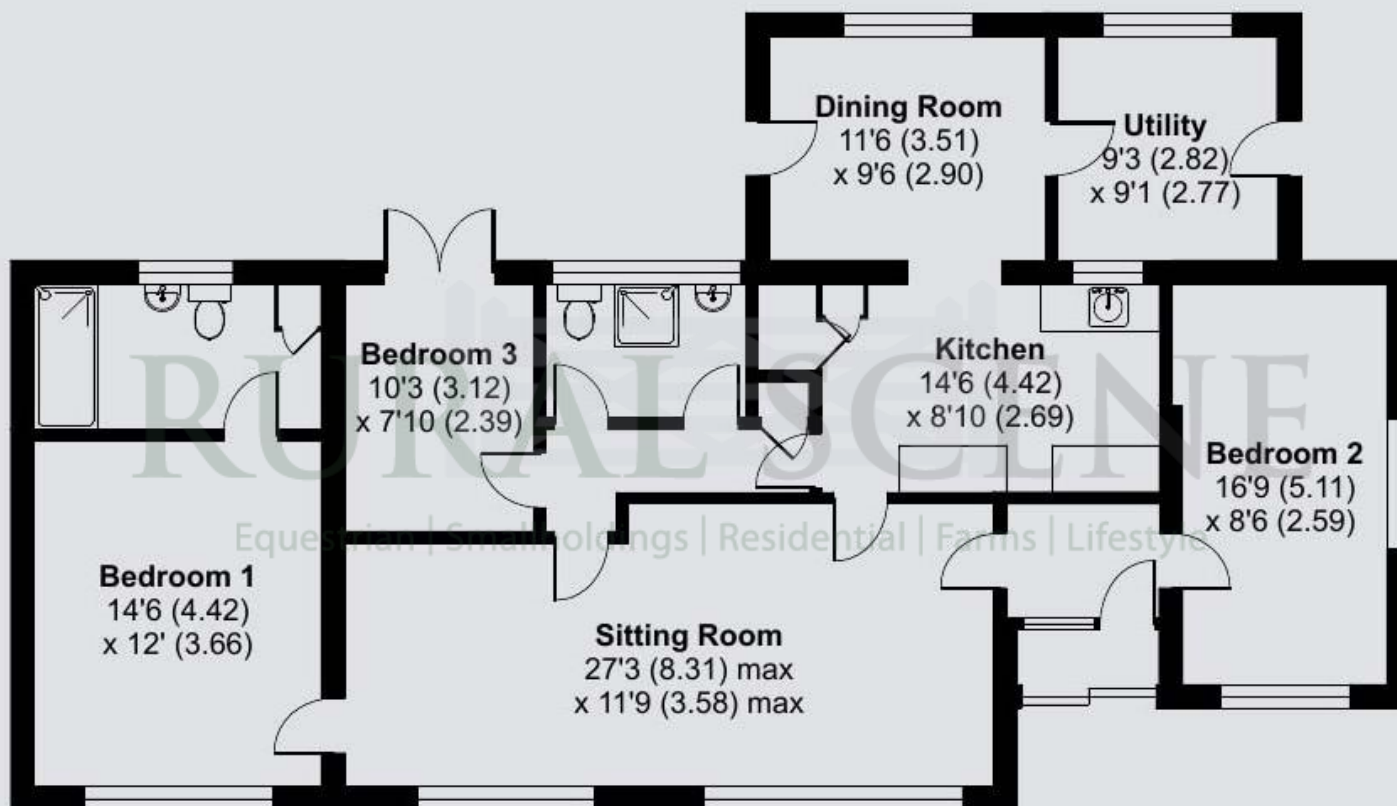 Dining Room
11'6 (3.51)
x 9'6 (2.90)
Utility
9'3 (2.82)
x 9'1 (2.77)
Bedroom 3
10'3 (3.12)
x 7'10 (2.39)
Kitchen
14'6 (4.42)
x 8'10 (2.69)
RURAL SCENE
Equestrian | Smallholdings | Residential | Farms | Lifestyle
Bedroom 2
16'9 (5.11)
x 8'6 (2.59)
Bedroom 1
14'6 (4.42)
x 12' (3.66)
Sitting Room
27'3 (8.31) max
x 11'9 (3.58) max